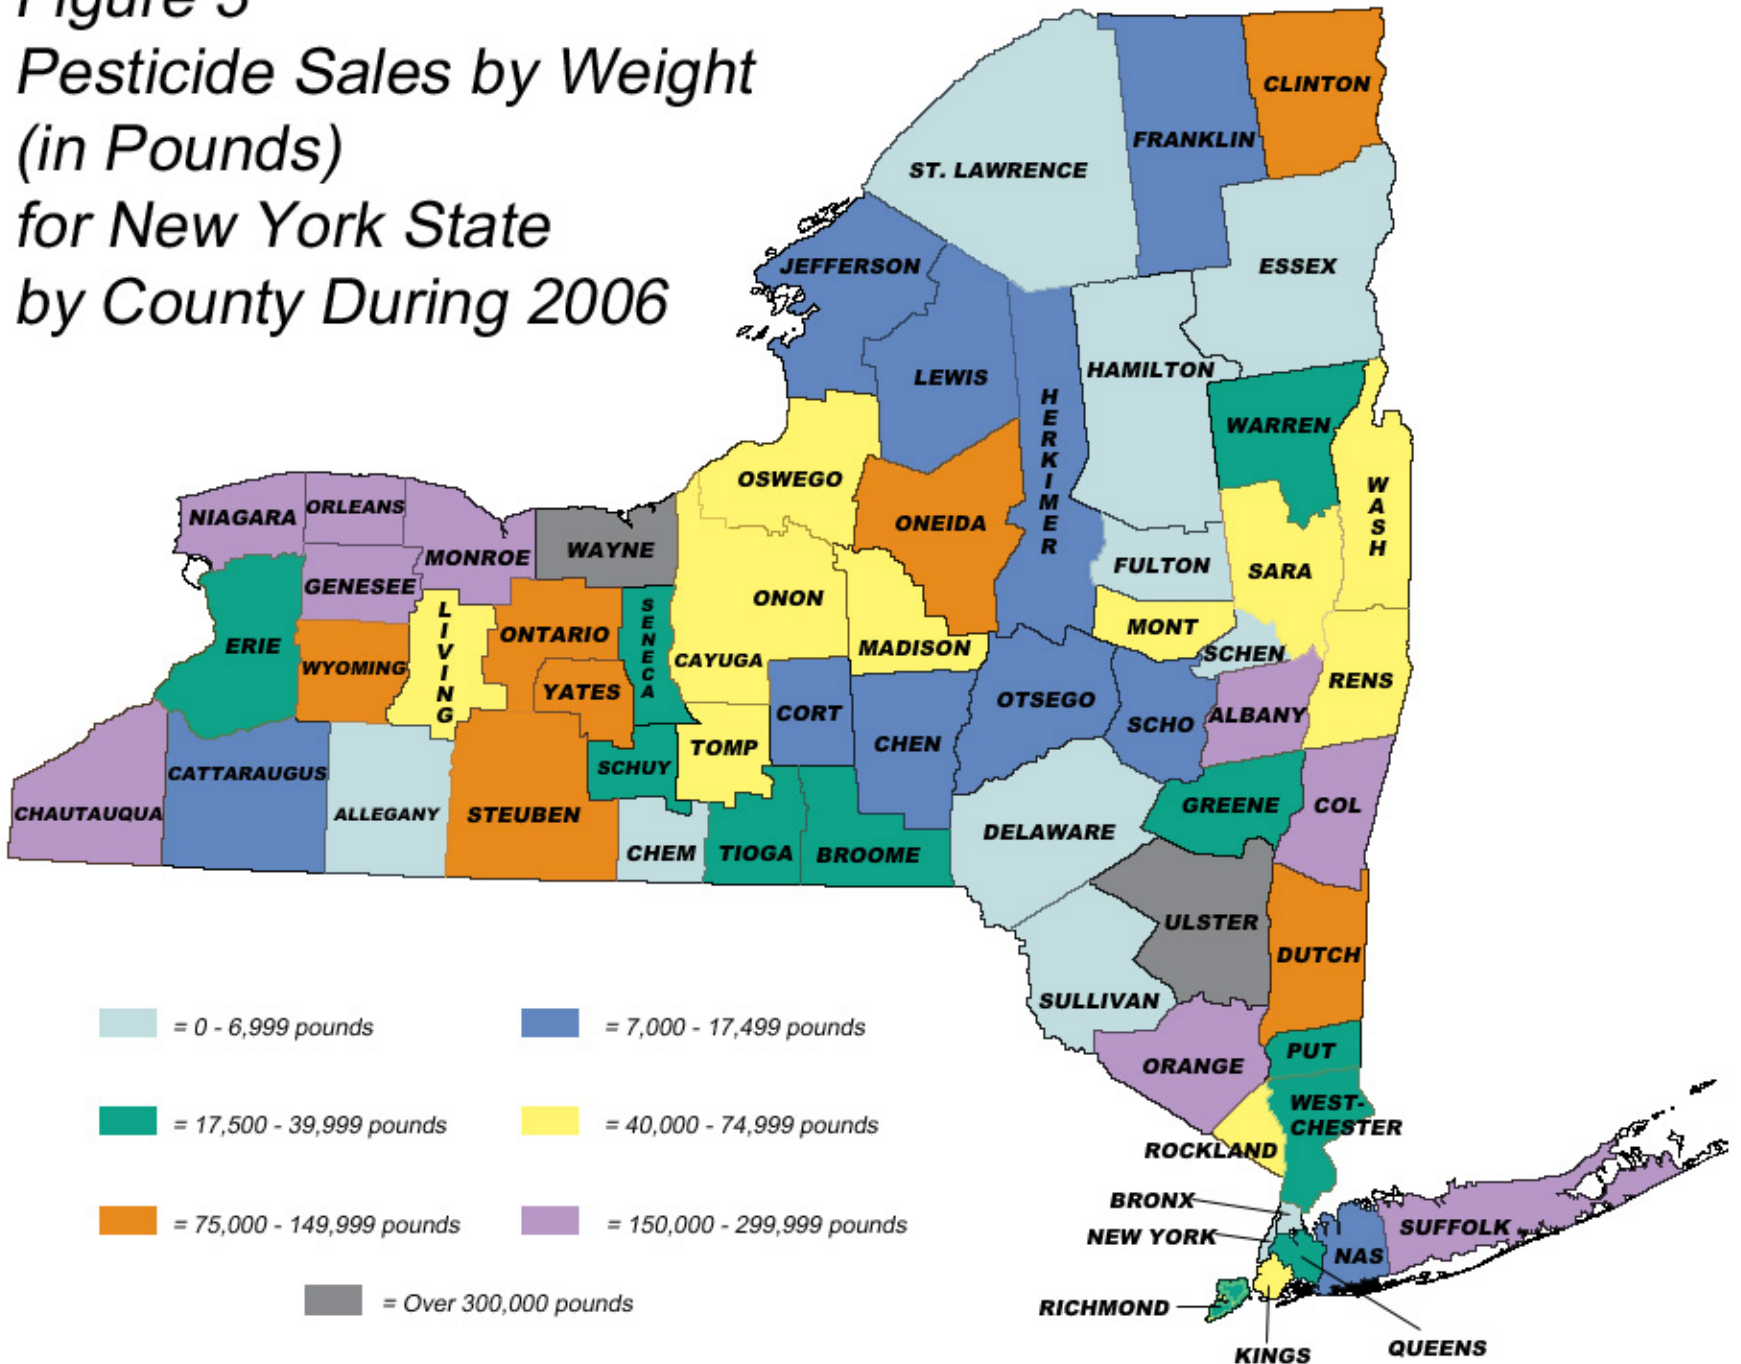 Figure 5
Pesticide Sales by Weight
(in Pounds)
for New York State
by County During 2006
CLINTON
FRANKLIN
ST. LAWRENCE
ESSEX
JEFFERSON
LEWIS
HERKIMER
HAMILTON
WARREN
WASH
OSWEGO
ONEIDA
FULTON
SARA
NIAGARA
ORLEANS
MONROE
WAYNE
GENESEE
ONON
MONT
ERIE
WYOMING
LIVING
ONTARIO
SENECA
CAYUGA
MADISON
SCHEN
RENS
YATES
OTSEGO
SCHO
ALBANY
CORT
CHEN
TOMP
SCHUY
CATTARAUGUS
CHAUTAUQUA
ALLEGANY
STEUBEN
CHEM
TIOGA
BROOME
DELAWARE
GREENE
COL
ULSTER
DUTCH
SULLIVAN
ORANGE
PUT
WEST-
CHESTER
ROCKLAND
BRONX
NEW YORK
SUFFOLK
NAS
RICHMOND
KINGS
QUEENS
= 0 - 6,999 pounds
= 7,000 - 17,499 pounds
= 17,500 - 39,999 pounds
= 40,000 - 74,999 pounds
= 75,000 - 149,999 pounds
= 150,000 - 299,999 pounds
= Over 300,000 pounds